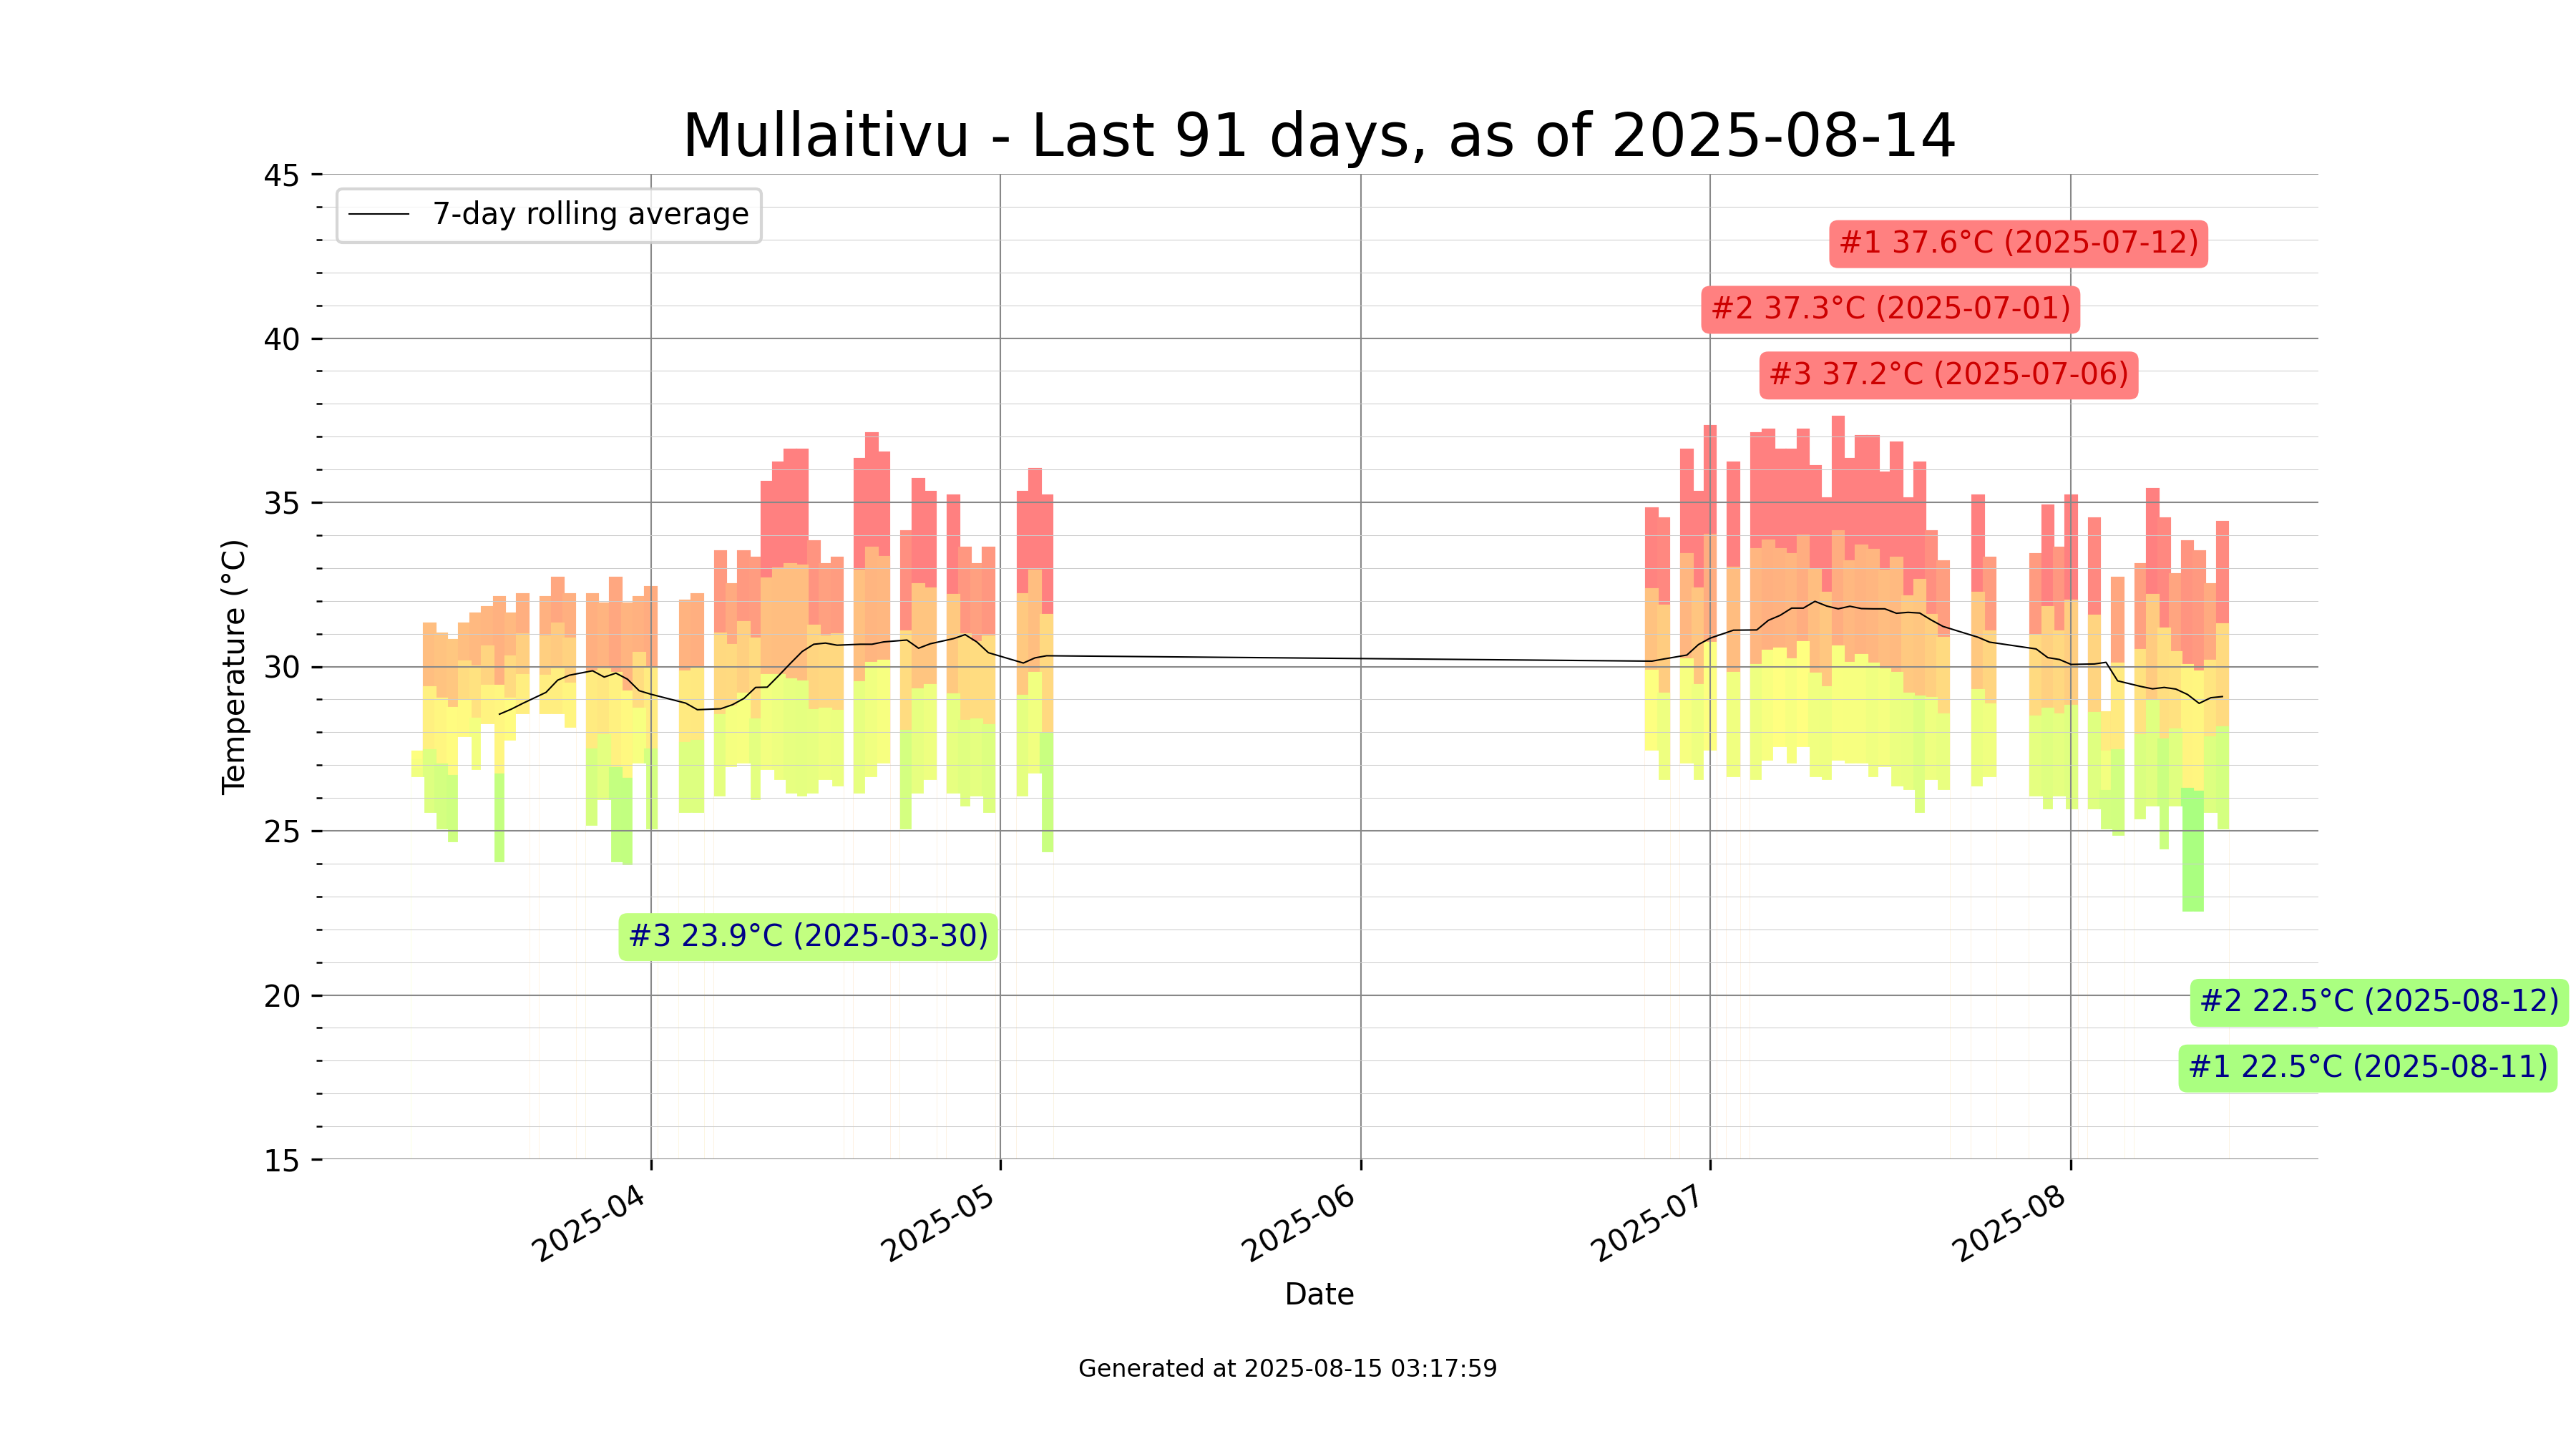 Mullaitivu - Last 91 days, as of 2025-08-14
45
7-day rolling average
#1 37.6°C (2025-07-12)
#2 37.3°C (2025-07-01)
40
#3 37.2°C (2025-07-06)
35
30
Temperature (°C)
25
#3 23.9°C (2025-03-30)
20
#2 22.5°C (2025-08-12)
#1 22.5°C (2025-08-11)
15
2025-04
2025-05
2025-06
2025-07
2025-08
Date
Generated at 2025-08-15 03:17:59